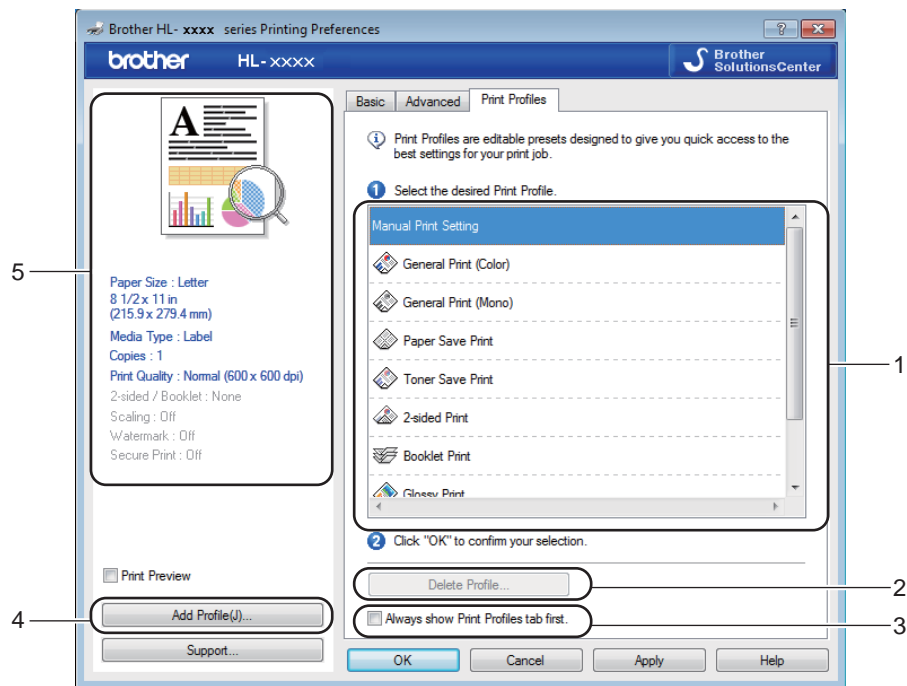 Brother HL- xxxx series Printing Preferences
brother HL-xxxx
Brother
SolutionsCenter
A
Paper Size : Letter
8 1/2 x 11 in
(215.9 x 279.4 mm)
Media Type : Label
Copies : 1
Print Quality : Normal (600 x 600 dpi)
2-sided / Booklet : None
Scaling : Off
Watermark : Off
Secure Print : Off
5
Print Preview
Add Profile(J)...
4
Support...
Basic Advanced Print Profiles
Print Profiles are editable presets designed to give you quick access to the
best settings for your print job.
1 Select the desired Print Profile.
Manual Print Setting
General Print (Color)
General Print (Mono)
Paper Save Print
Toner Save Print
2-sided Print
Booklet Print
Glossy Print
1
2 Click "OK" to confirm your selection.
Delete Profile...
2
Always show Print Profiles tab first.
3
OK Cancel Apply Help